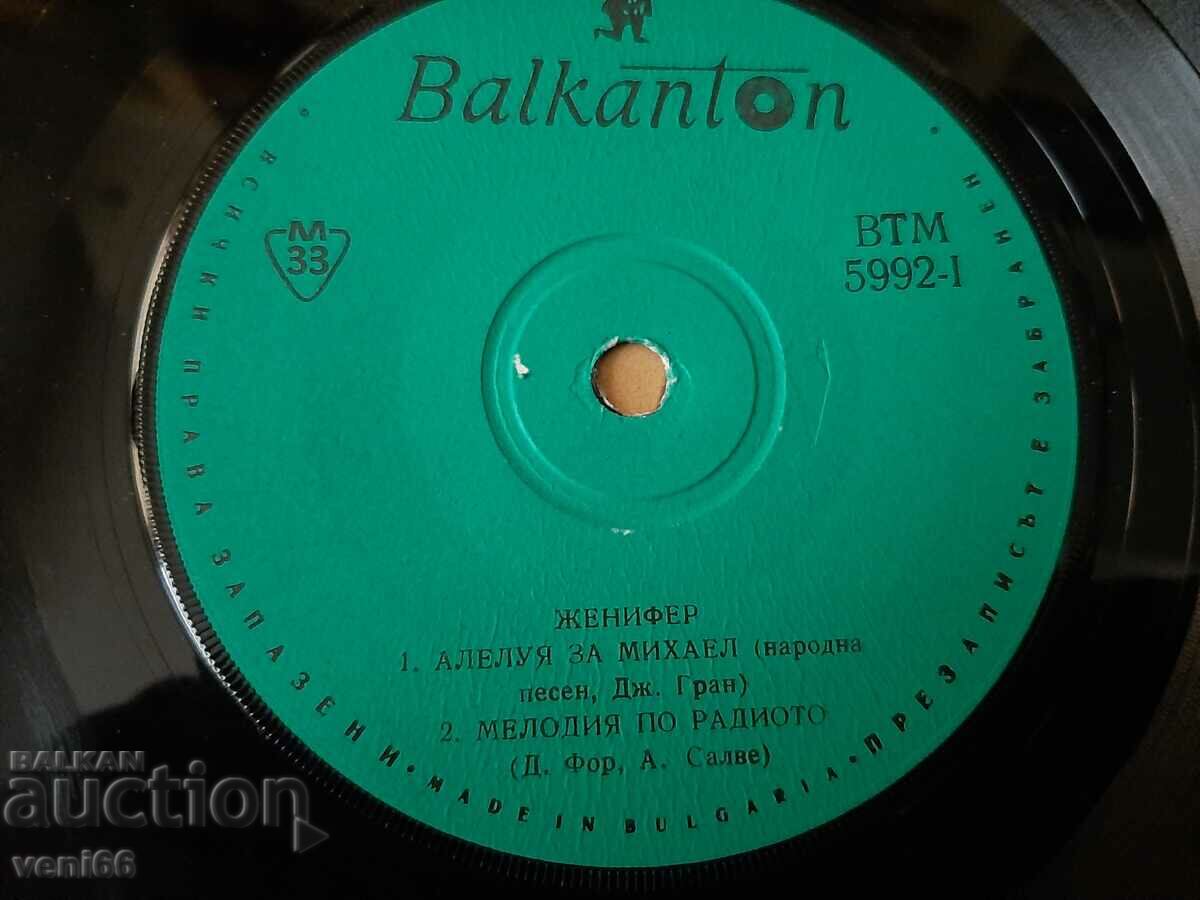 Balkanton
M
33
ВТМ
5992-I
ЖЕНИФЕР
1. АЛЕЛУЯ ЗА МИХАЕЛ (народна
песен, Дж. Гран)
2. МЕЛОДИЯ ПО РАДИОТО
(Д. Фор, А. Салве)
ВСИЧКИ ПРАВА ЗАПАЗЕНИ • MADE IN BULGARIA • ПРЕЗАПИСЪТ Е ЗАБРАНЕН •
BALKAN
auction
veni66